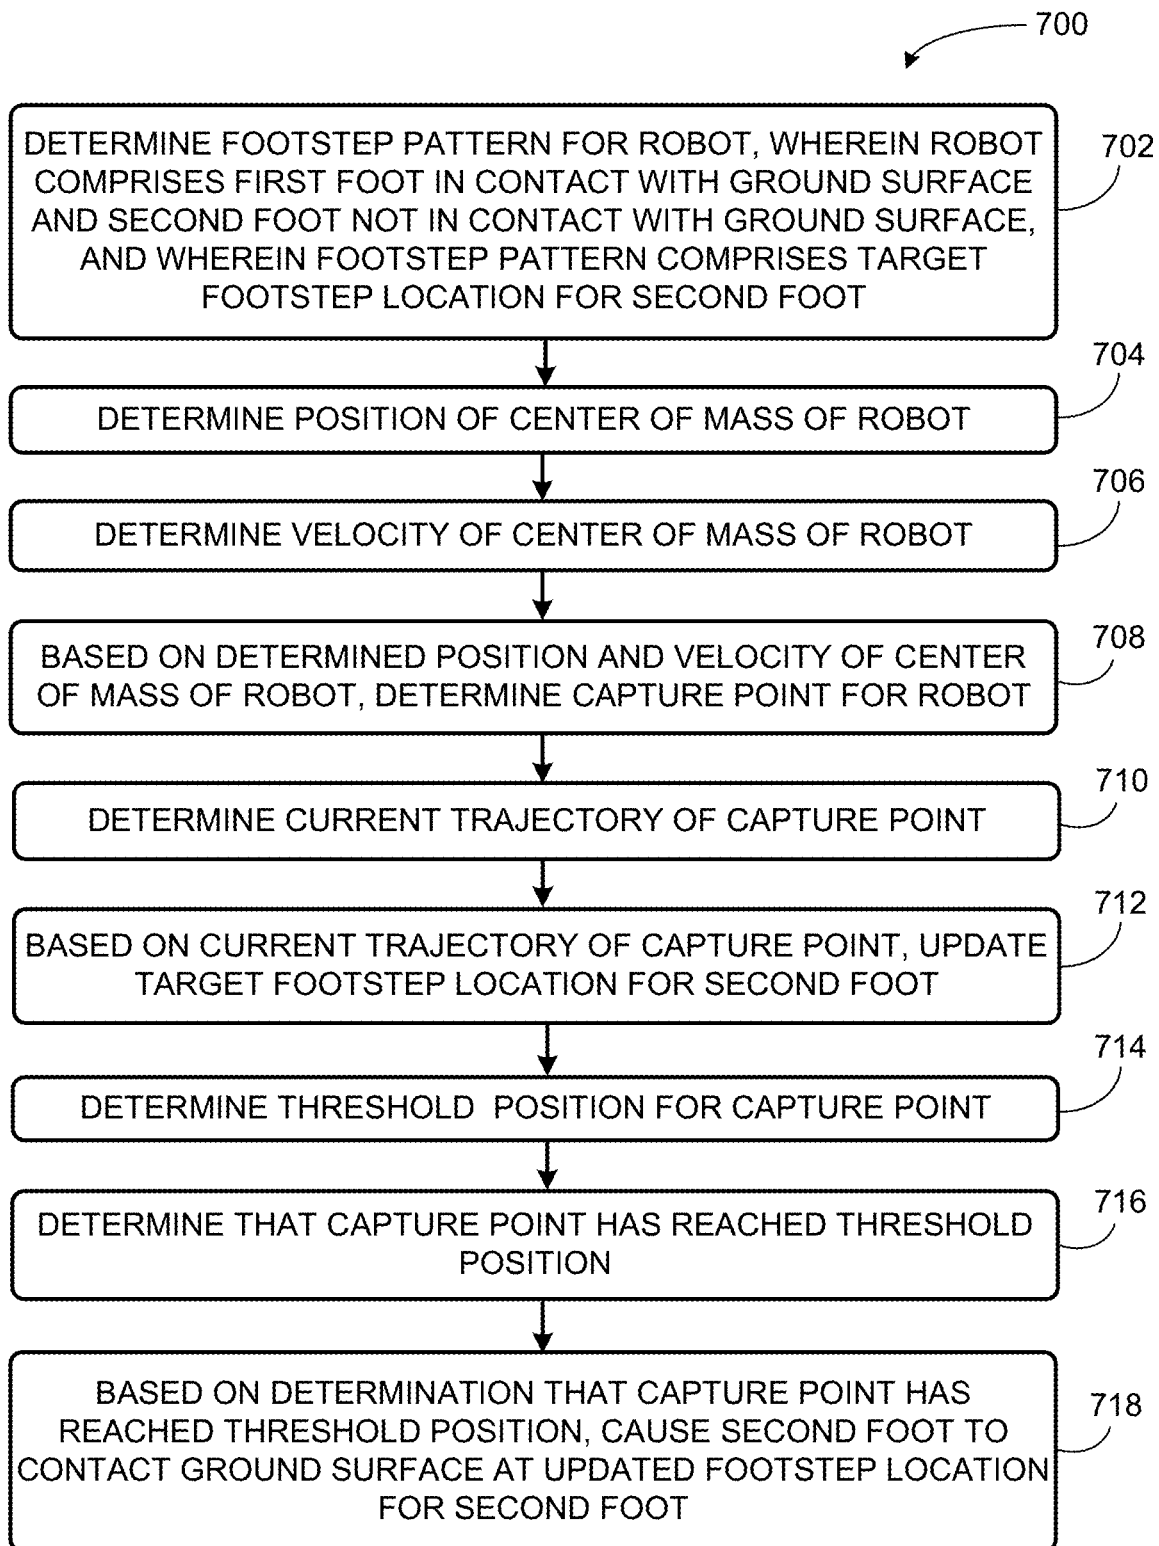 700
DETERMINE FOOTSTEP PATTERN FOR ROBOT, WHEREIN ROBOT
COMPRISES FIRST FOOT IN CONTACT WITH GROUND SURFACE
AND SECOND FOOT NOT IN CONTACT WITH GROUND SURFACE,
AND WHEREIN FOOTSTEP PATTERN COMPRISES TARGET
FOOTSTEP LOCATION FOR SECOND FOOT
702
DETERMINE POSITION OF CENTER OF MASS OF ROBOT
704
DETERMINE VELOCITY OF CENTER OF MASS OF ROBOT
706
BASED ON DETERMINED POSITION AND VELOCITY OF CENTER
OF MASS OF ROBOT, DETERMINE CAPTURE POINT FOR ROBOT
708
DETERMINE CURRENT TRAJECTORY OF CAPTURE POINT
710
BASED ON CURRENT TRAJECTORY OF CAPTURE POINT, UPDATE
TARGET FOOTSTEP LOCATION FOR SECOND FOOT
712
DETERMINE THRESHOLD POSITION FOR CAPTURE POINT
714
DETERMINE THAT CAPTURE POINT HAS REACHED THRESHOLD
POSITION
716
BASED ON DETERMINATION THAT CAPTURE POINT HAS
REACHED THRESHOLD POSITION, CAUSE SECOND FOOT TO
CONTACT GROUND SURFACE AT UPDATED FOOTSTEP LOCATION
FOR SECOND FOOT
718